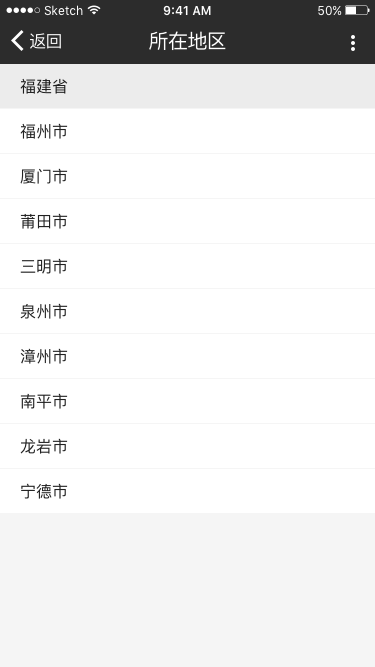 Sketch 9:41 AM 50%
返回 所在地区
福建省
福州市
厦门市
莆田市
三明市
泉州市
漳州市
南平市
龙岩市
宁德市